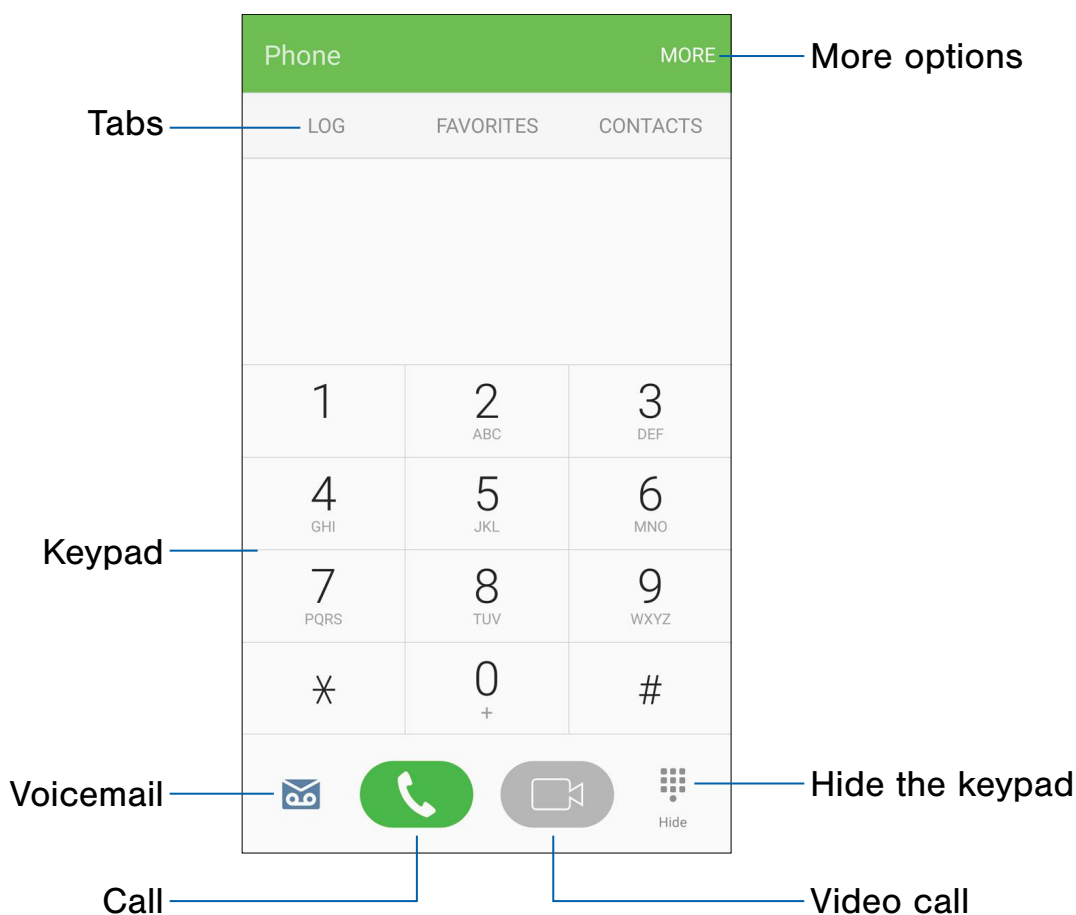 Phone MORE More options
Tabs LOG FAVORITES CONTACTS
1 2 3
ABC DEF
4 5 6
GHI JKL MNO
Keypad
7 8 9
PQRS TUV WXYZ
* 0 #
+
Voicemail Hide the keypad
Hide
Call Video call